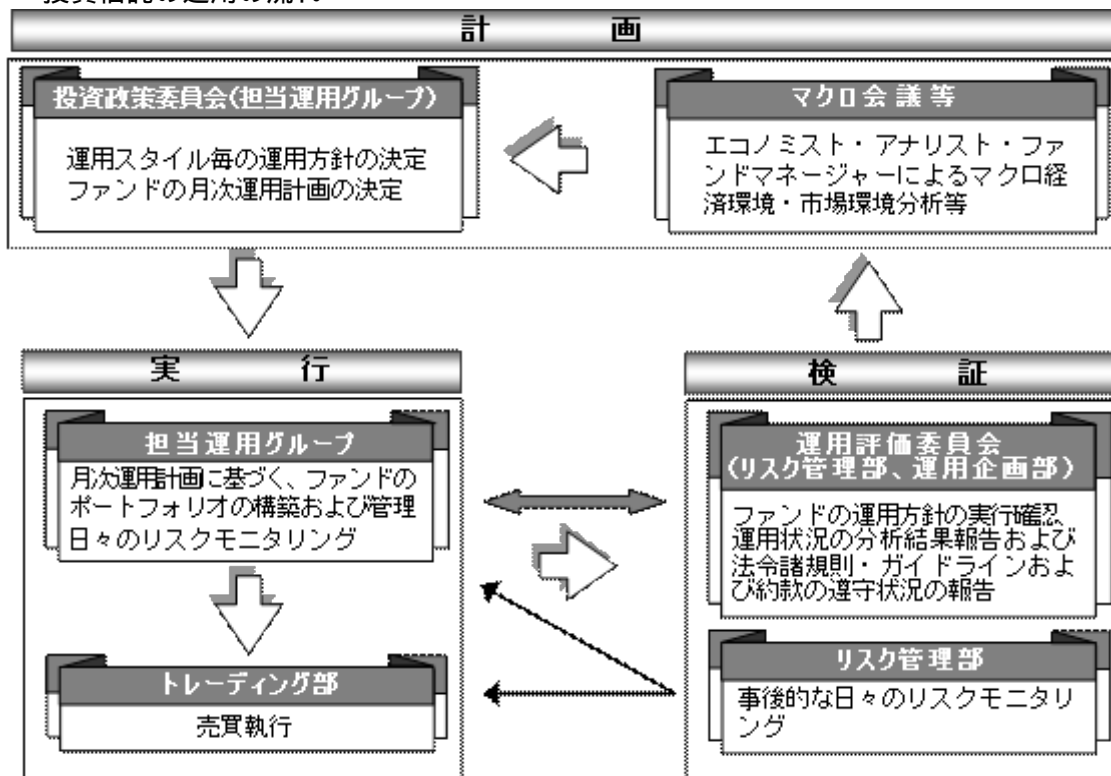 投資信託の運用の流れ
計 画
投資政策委員会(担当運用グループ)
運用スタイル毎の運用方針の決定
ファンドの月次運用計画の決定
マクロ会議等
エコノミスト・アナリスト・ファ
ンドマネージャーによるマクロ経
済環境・市場環境分析等
実 行
担当運用グループ
月次運用計画に基づく、ファンドの
ポートフォリオの構築および管理
日々のリスクモニタリング
トレーディング部
売買執行
検 証
運用評価委員会
(リスク管理部、運用企画部)
ファンドの運用方針の実行確認
運用状況の分析結果報告および
法令諸規則・ガイドラインおよ
び約款の遵守状況の報告
リスク管理部
事後的な日々のリスクモニタリ
ング